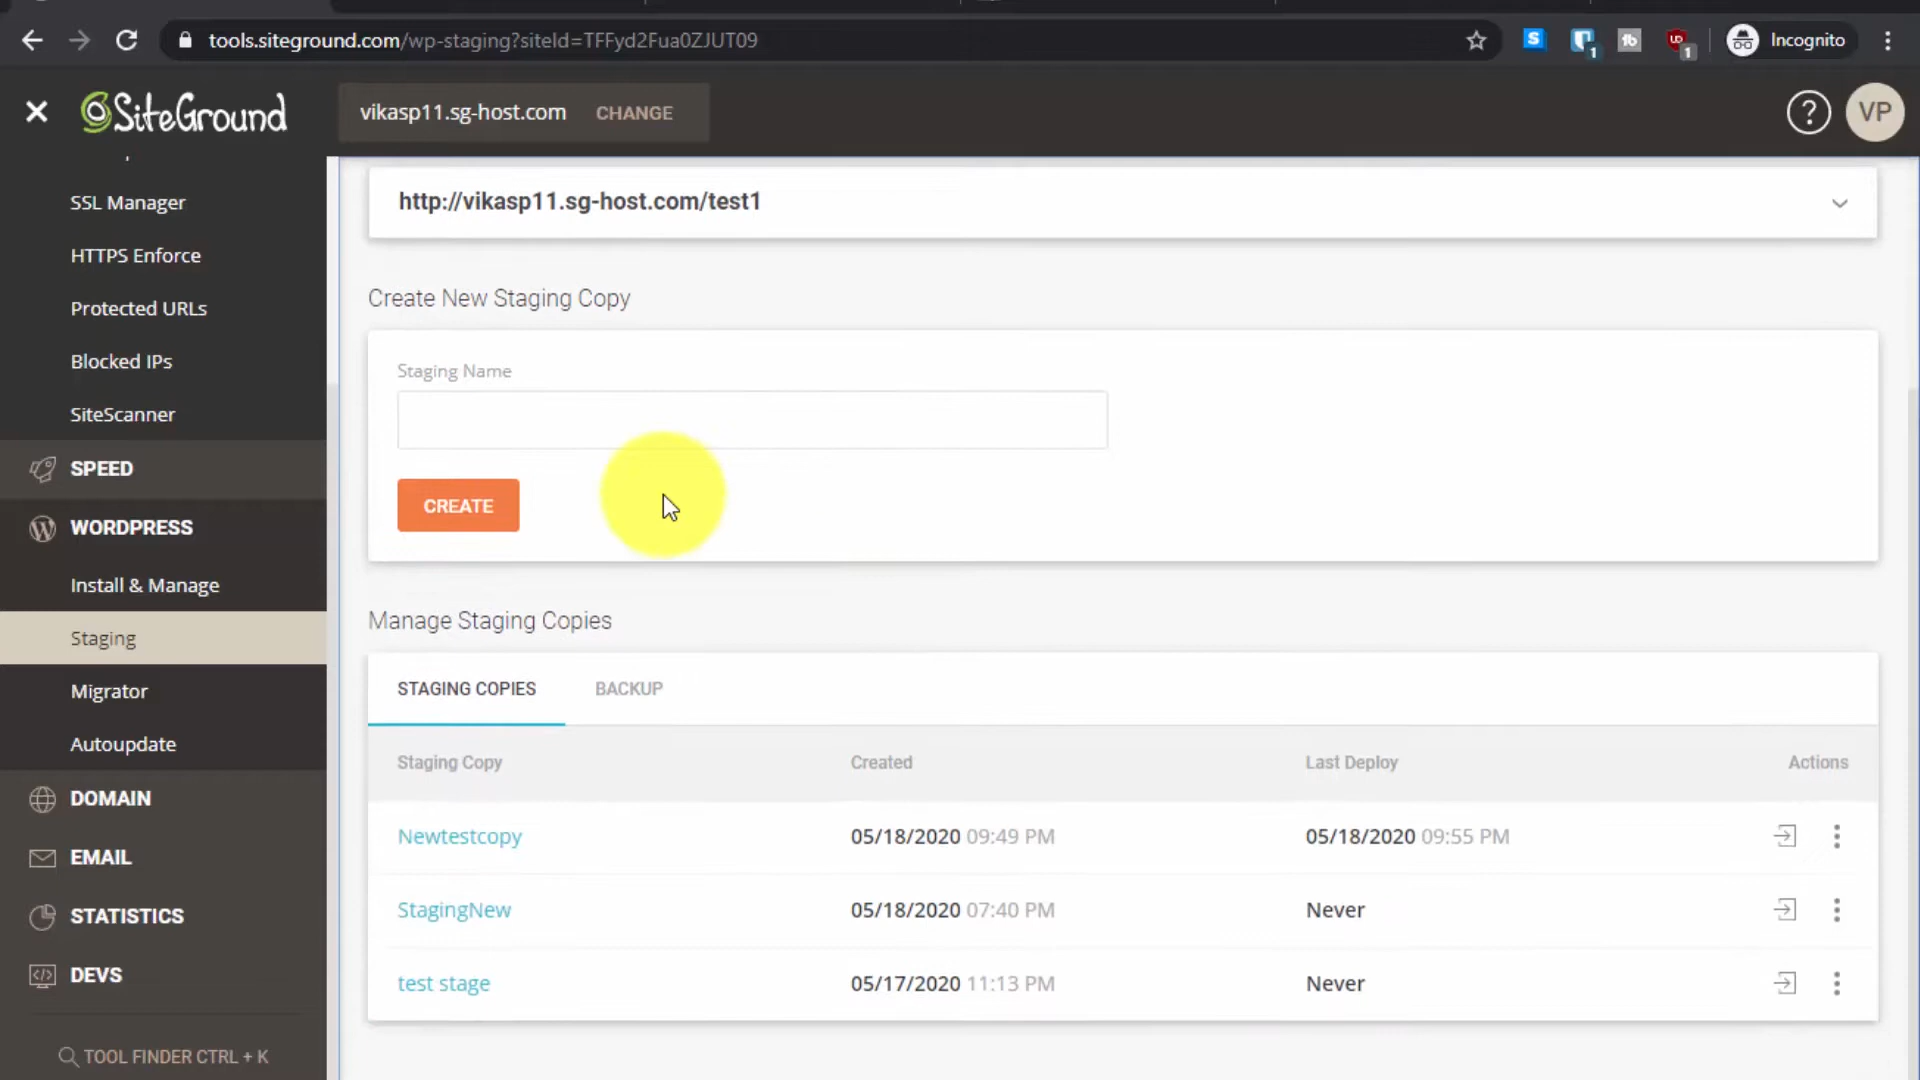 tools.siteground.com/wp-staging?siteId=TFFyd2Fua0ZJUT09
S
1
fb
1
Incognito
SiteGround
vikasp11.sg-host.com CHANGE
?
VP
SSL Manager
HTTPS Enforce
Protected URLs
Blocked IPs
SiteScanner
SPEED
WORDPRESS
Install & Manage
Staging
Migrator
Autoupdate
DOMAIN
EMAIL
STATISTICS
DEVS
TOOL FINDER CTRL + K
http://vikasp11.sg-host.com/test1
Create New Staging Copy
Staging Name
CREATE
Manage Staging Copies
STAGING COPIES BACKUP
Staging Copy Created Last Deploy Actions
Newtestcopy 05/18/2020 09:49 PM 05/18/2020 09:55 PM
StagingNew 05/18/2020 07:40 PM Never
test stage 05/17/2020 11:13 PM Never